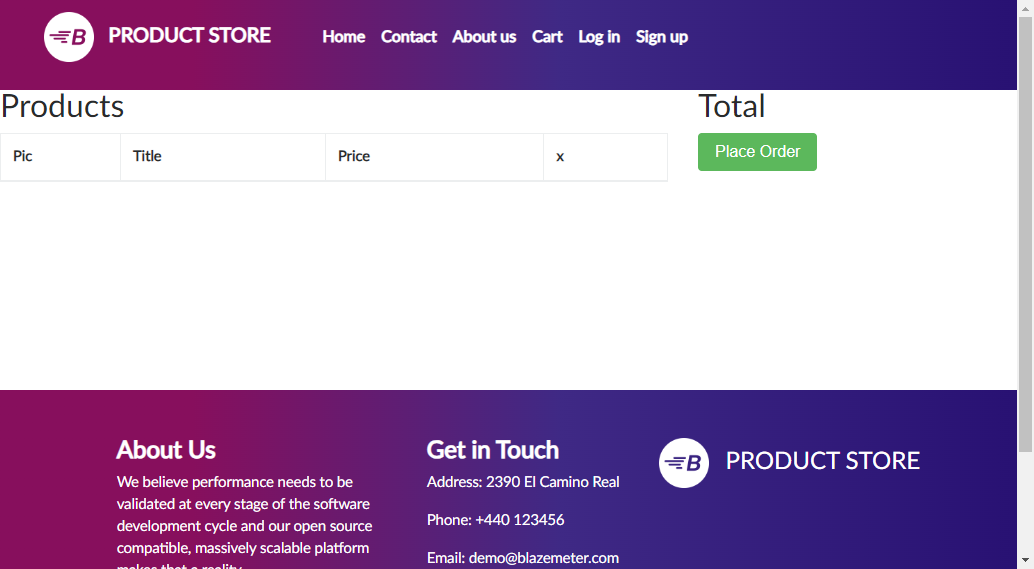 B PRODUCT STORE Home Contact About us Cart Log in Sign up
Products
Total
Pic Title Price x
Place Order
About Us
We believe performance needs to be
validated at every stage of the software
development cycle and our open source
compatible, massively scalable platform
makes that a reality.
Get in Touch
Address: 2390 El Camino Real
Phone: +440 123456
Email: demo@blazemeter.com
B PRODUCT STORE